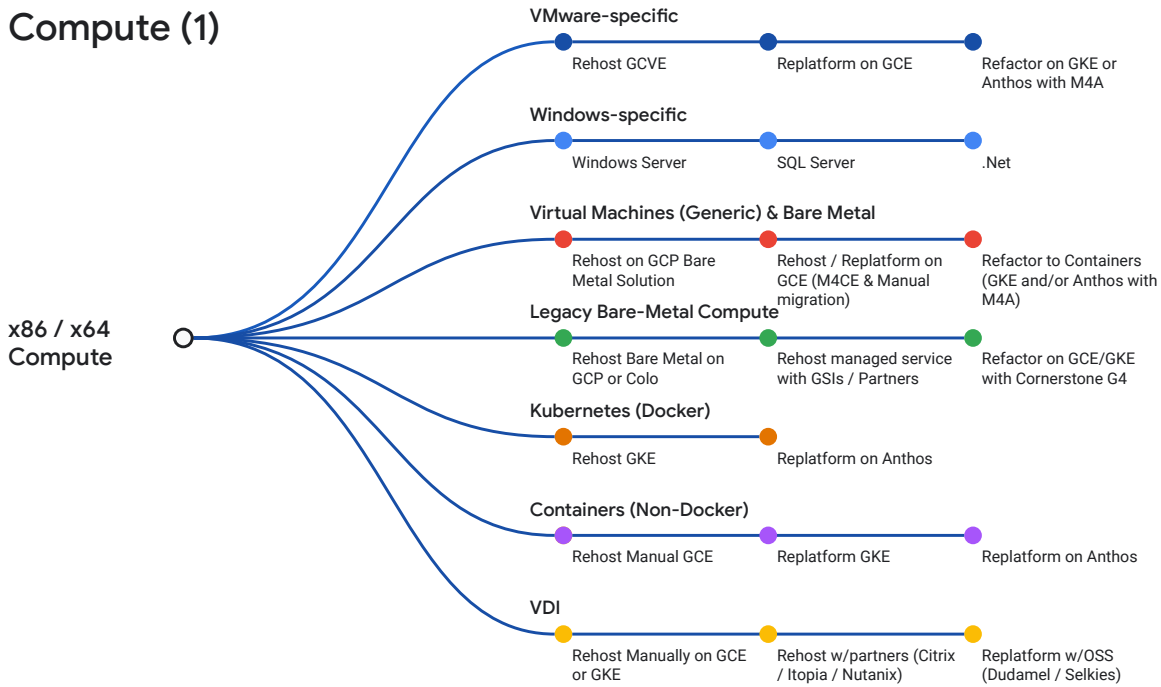 Compute (1)
VMware-specific
Rehost GCVE
Replatform on GCE
Refactor on GKE or
Anthos with M4A
Windows-specific
Windows Server
SQL Server
.Net
Virtual Machines (Generic) & Bare Metal
Rehost on GCP Bare
Metal Solution
Rehost / Replatform on
GCE (M4CE & Manual
migration)
Refactor to Containers
(GKE and/or Anthos with
M4A)
x86 / x64
Compute
Legacy Bare-Metal Compute
Rehost Bare Metal on
GCP or Colo
Rehost managed service
with GSIs / Partners
Refactor on GCE/GKE
with Cornerstone G4
Kubernetes (Docker)
Rehost GKE
Replatform on Anthos
Containers (Non-Docker)
Rehost Manual GCE
Replatform GKE
Replatform on Anthos
VDI
Rehost Manually on GCE
or GKE
Rehost w/partners (Citrix
/ Itopia / Nutanix)
Replatform w/OSS
(Dudamel / Selkies)